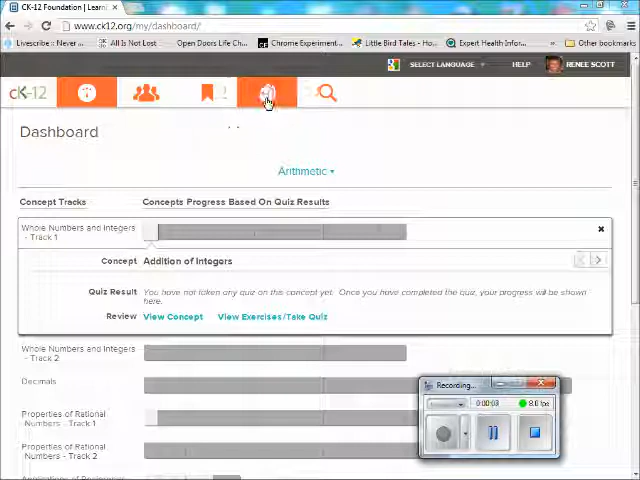 CK-12 Foundation | Learn
www.ck12.org/my/dashboard/
Livescribe :: Never ... All Is Not Lost Open Doors Life Ch... Chrome Experiment... Little Bird Tales - Ho... Expert Health Infor... » Other bookmarks
SELECT LANGUAGE HELP RENEE SCOTT
cK-12
Dashboard
Arithmetic
Concept Tracks Concepts Progress Based On Quiz Results
Whole Numbers and Integers
- Track 1
Concept Addition of Integers
Quiz Result You have not taken any quiz on this concept yet. Once you have completed the quiz, your progress will be shown
here.
Review View Concept View Exercises/Take Quiz
Whole Numbers and Integers
- Track 2
Decimals
Properties of Rational
Numbers - Track 1
Properties of Rational
Numbers - Track 2
Recording...
0:00:03 8.0 fps